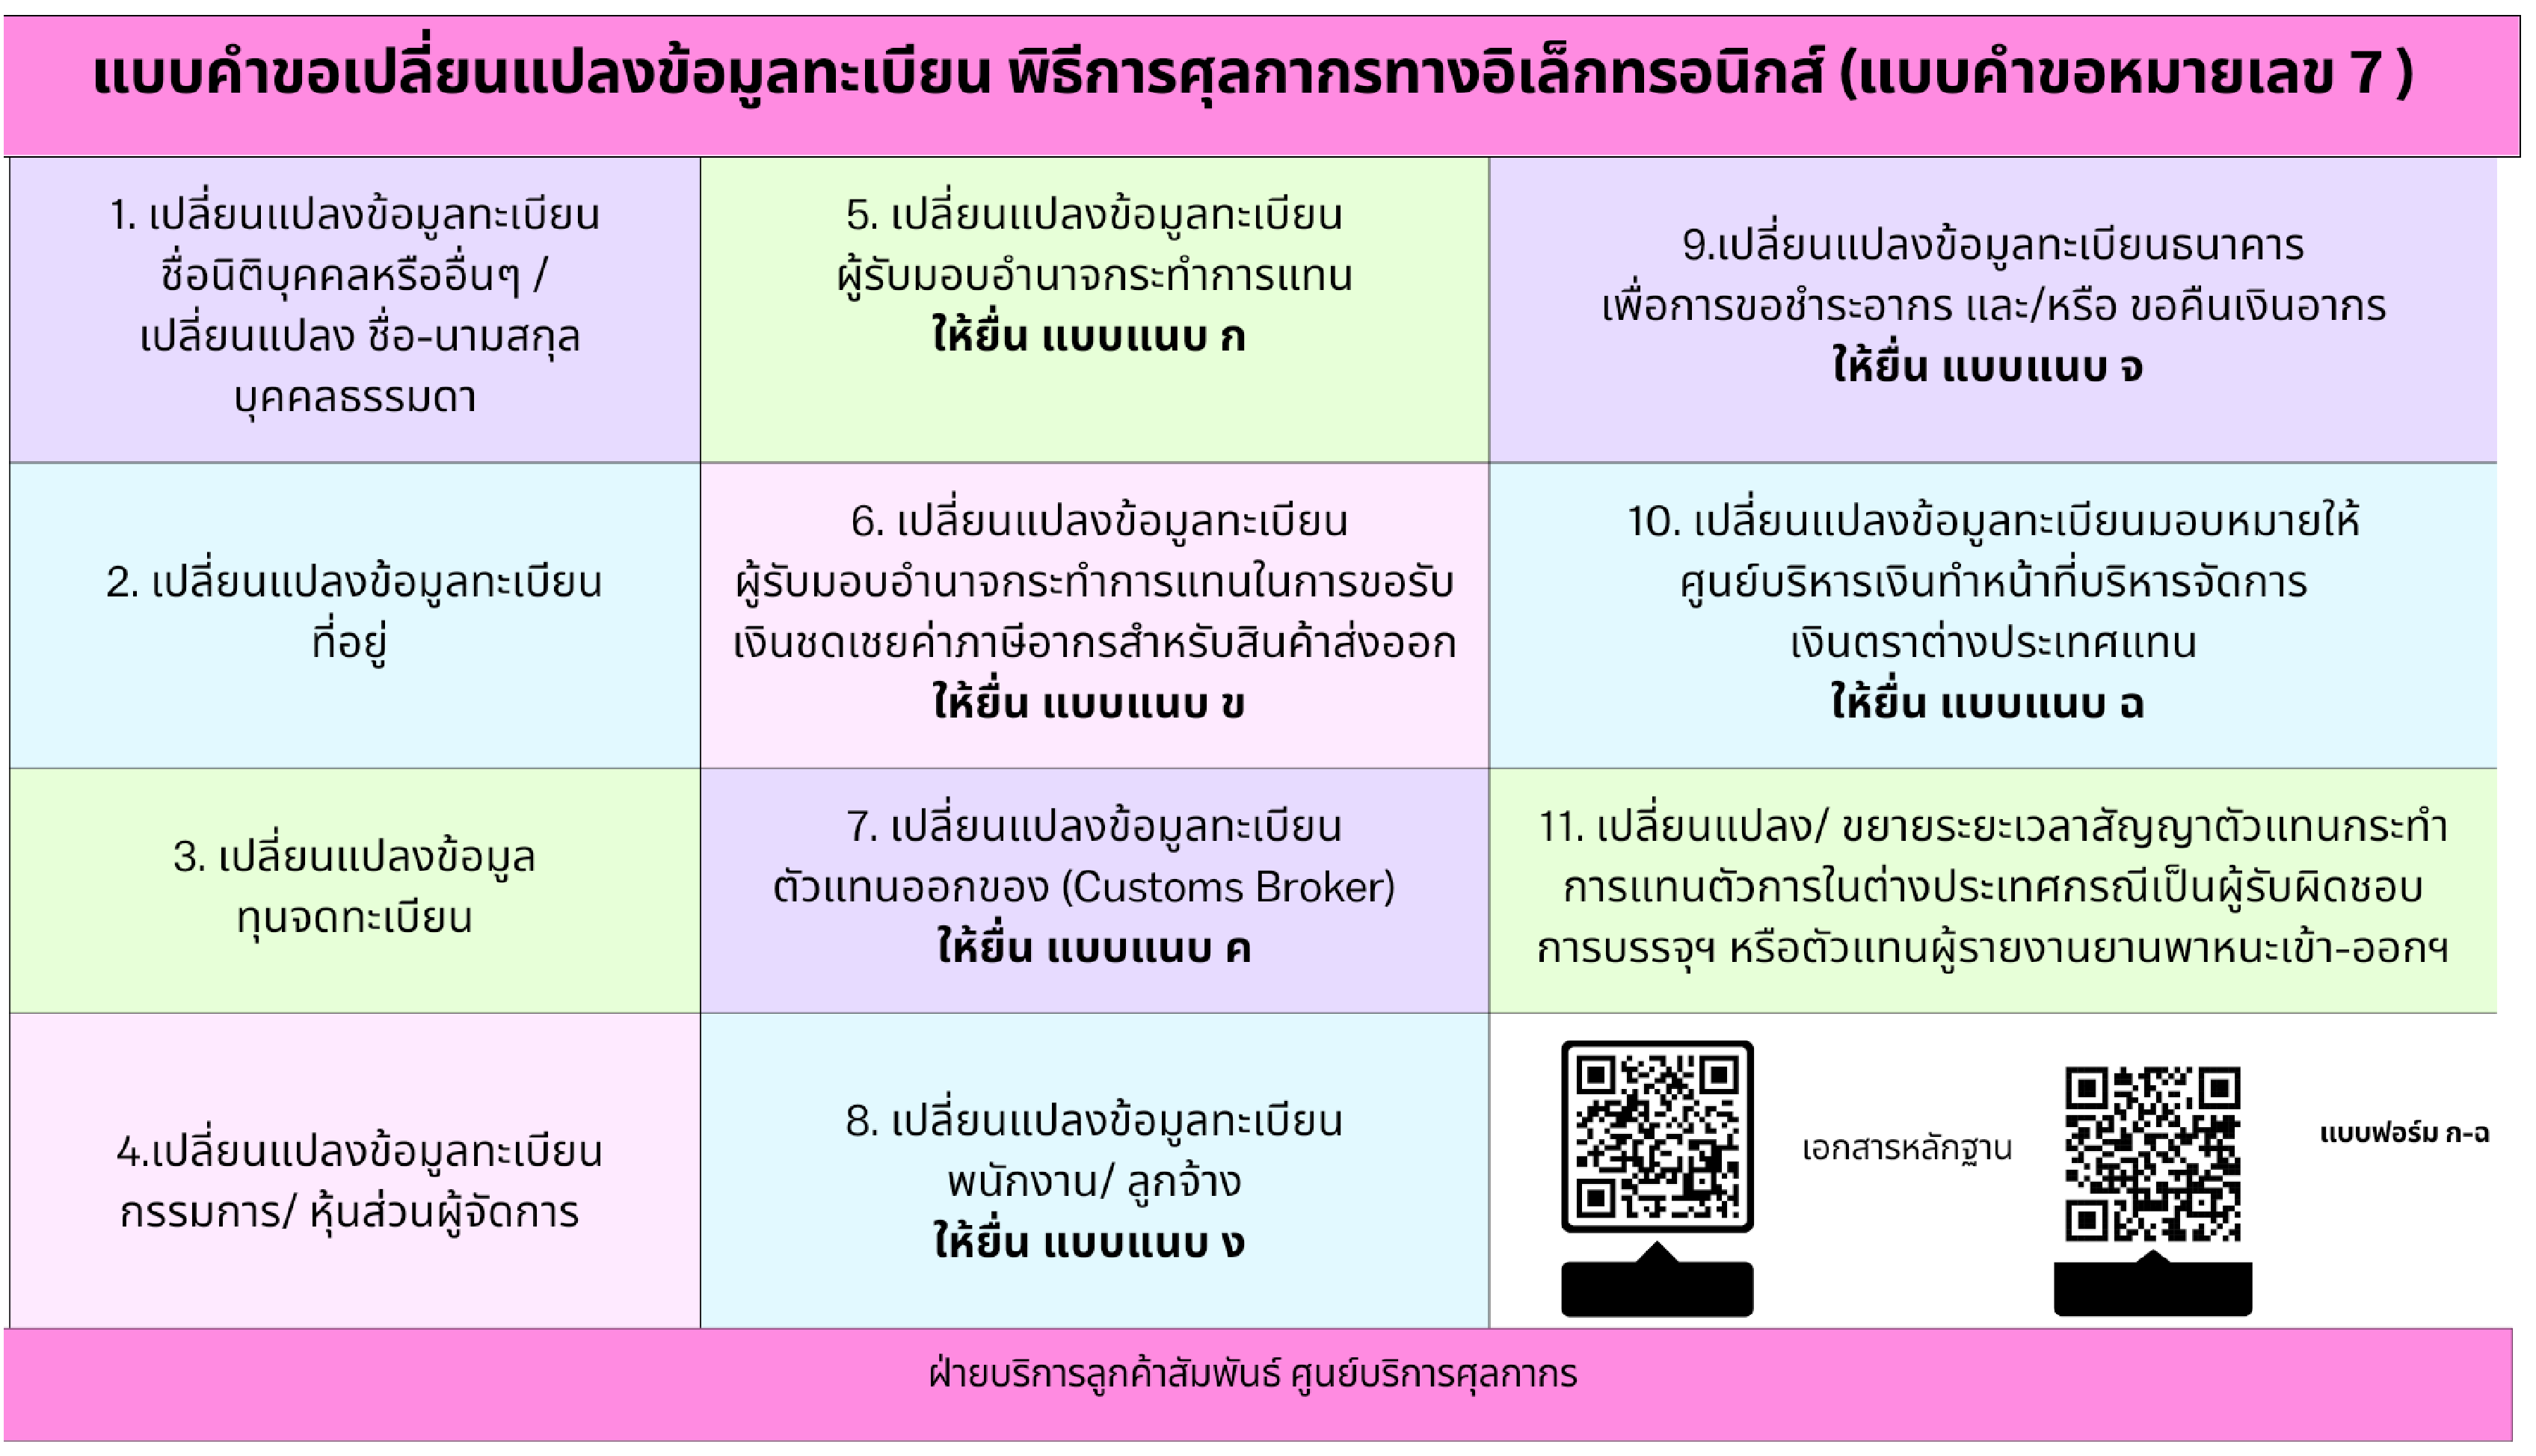 แบบคำขอเปลี่ยนแปลงข้อมูลทะเบียน พิธีการศุลกากรทางอิเล็กทรอนิกส์ (แบบคำขอหมายเลข 7 )
1. เปลี่ยนแปลงข้อมูลทะเบียน
ชื่อนิติบุคคลหรืออื่นๆ /
เปลี่ยนแปลง ชื่อ-นามสกุล
บุคคลธรรมดา
2. เปลี่ยนแปลงข้อมูลทะเบียน
ที่อยู่
3. เปลี่ยนแปลงข้อมูล
ทุนจดทะเบียน
4.เปลี่ยนแปลงข้อมูลทะเบียน
กรรมการ/ หุ้นส่วนผู้จัดการ
5. เปลี่ยนแปลงข้อมูลทะเบียน
ผู้รับมอบอำนาจกระทำการแทน
ให้ยื่น แบบแนบ ก
6. เปลี่ยนแปลงข้อมูลทะเบียน
ผู้รับมอบอำนาจกระทำการแทนในการขอรับ
เงินชดเชยค่าภาษีอากรสำหรับสินค้าส่งออก
ให้ยื่น แบบแนบ ข
7. เปลี่ยนแปลงข้อมูลทะเบียน
ตัวแทนออกของ (Customs Broker)
ให้ยื่น แบบแนบ ค
8. เปลี่ยนแปลงข้อมูลทะเบียน
พนักงาน/ ลูกจ้าง
ให้ยื่น แบบแนบ ง
9.เปลี่ยนแปลงข้อมูลทะเบียนธนาคาร
เพื่อการขอชำระอากร และ/หรือ ขอคืนเงินอากร
ให้ยื่น แบบแนบ จ
10. เปลี่ยนแปลงข้อมูลทะเบียนมอบหมายให้
ศูนย์บริหารเงินทำหน้าที่บริหารจัดการ
เงินตราต่างประเทศแทน
ให้ยื่น แบบแนบ ฉ
11. เปลี่ยนแปลง/ ขยายระยะเวลาสัญญาตัวแทนกระทำ
การแทนตัวการในต่างประเทศกรณีเป็นผู้รับผิดชอบ
การบรรจุฯ หรือตัวแทนผู้รายงานยานพาหนะเข้า-ออกฯ
เอกสารหลักฐาน
แบบฟอร์ม ก-ฉ
ฝ่ายบริการลูกค้าสัมพันธ์ ศูนย์บริการศุลกากร